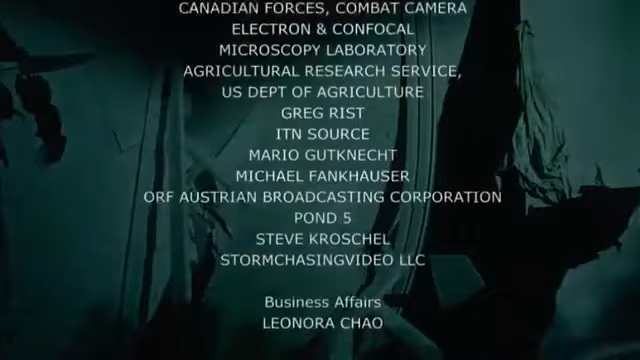 CANADIAN FORCES, COMBAT CAMERA
ELECTRON & CONFOCAL
MICROSCOPY LABORATORY
AGRICULTURAL RESEARCH SERVICE,
US DEPT OF AGRICULTURE
GREG RIST
ITN SOURCE
MARIO GUTKNECHT
MICHAEL FANKHAUSER
ORF AUSTRIAN BROADCASTING CORPORATION
POND 5
STEVE KROSCHEL
STORMCHASINGVIDEO LLC
Business Affairs
LEONORA CHAO